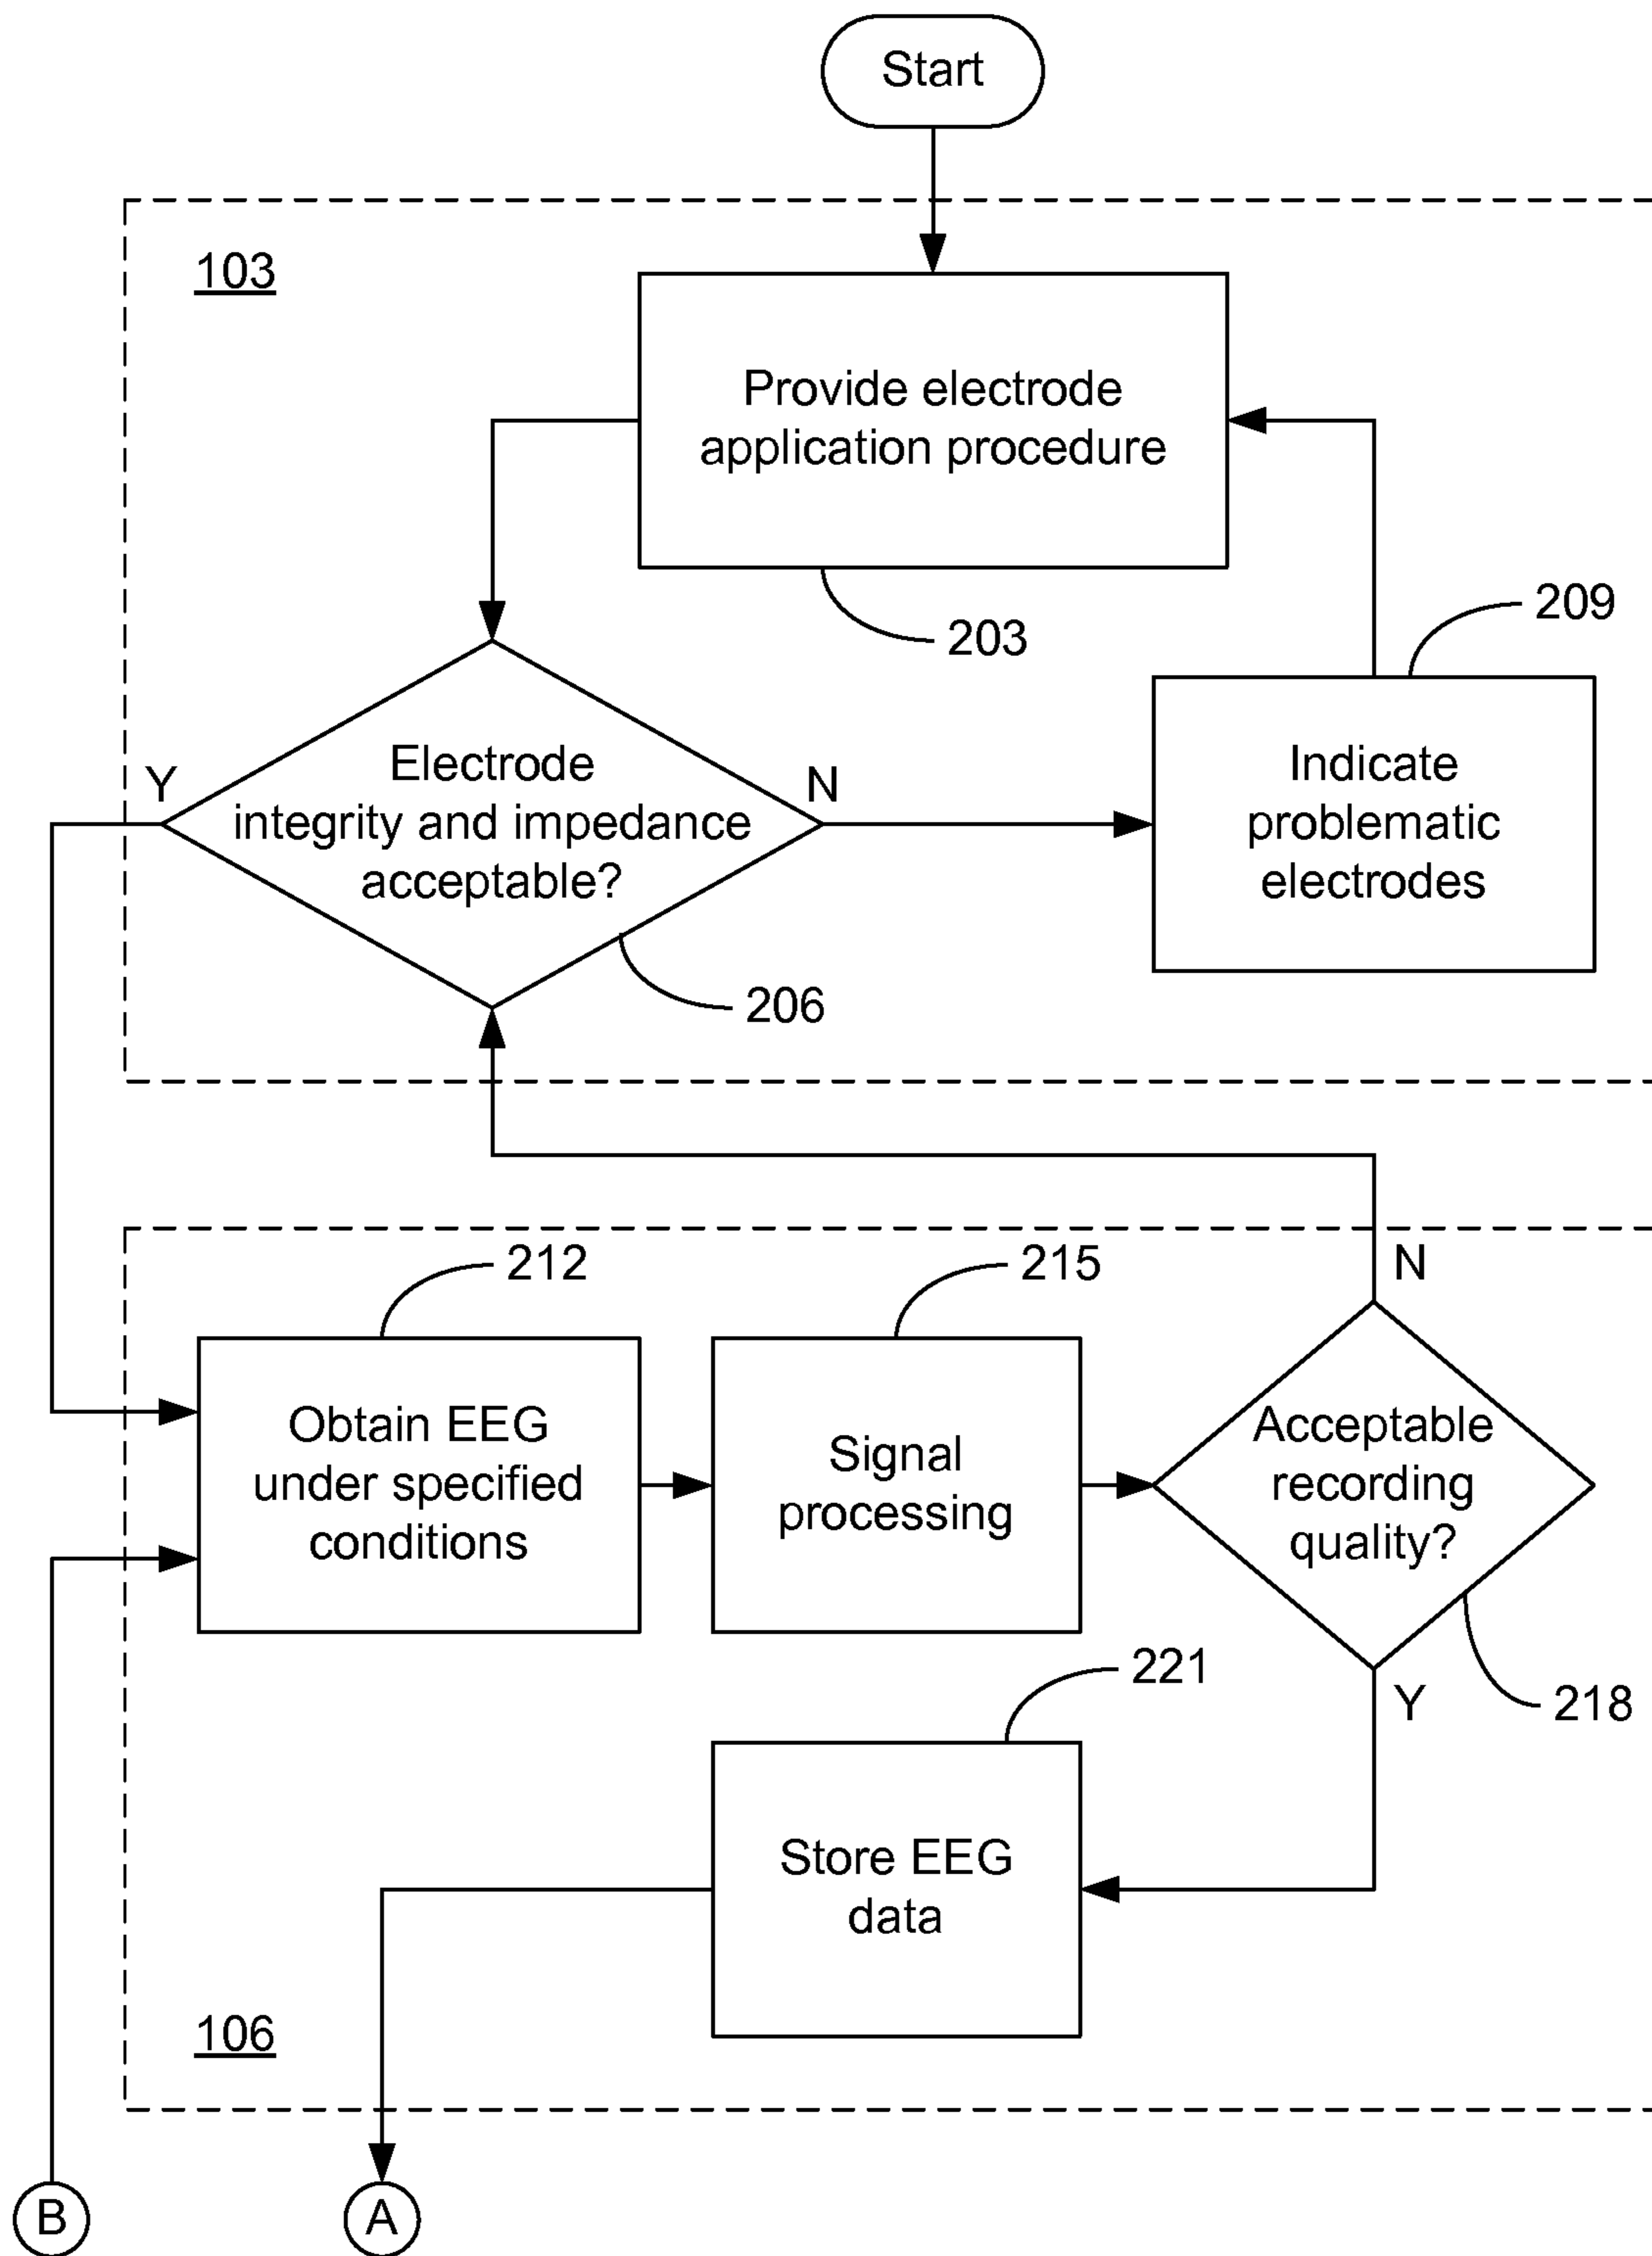 Start
103
Provide electrode
application procedure
203
209
Y
Electrode
integrity and impedance
acceptable?
N
Indicate
problematic
electrodes
206
212
215
N
Obtain EEG
under specified
conditions
Signal
processing
Acceptable
recording
quality?
221
Y
218
Store EEG
data
106
B
A